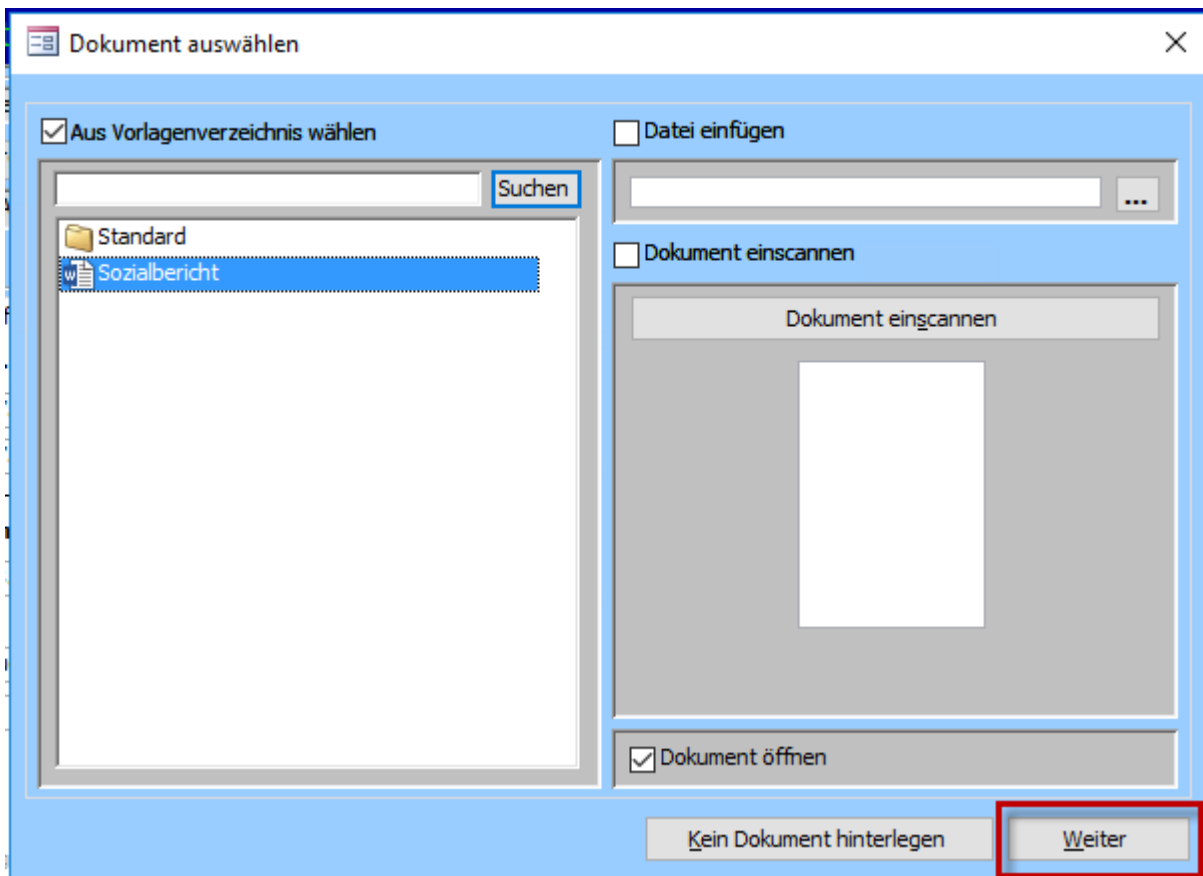 Dokument auswählen
Aus Vorlagenverzeichnis wählen
Suchen
Standard
Sozialbericht
Datei einfügen
...
Dokument einscannen
Dokument einscannen
Dokument öffnen
Kein Dokument hinterlegen
Weiter